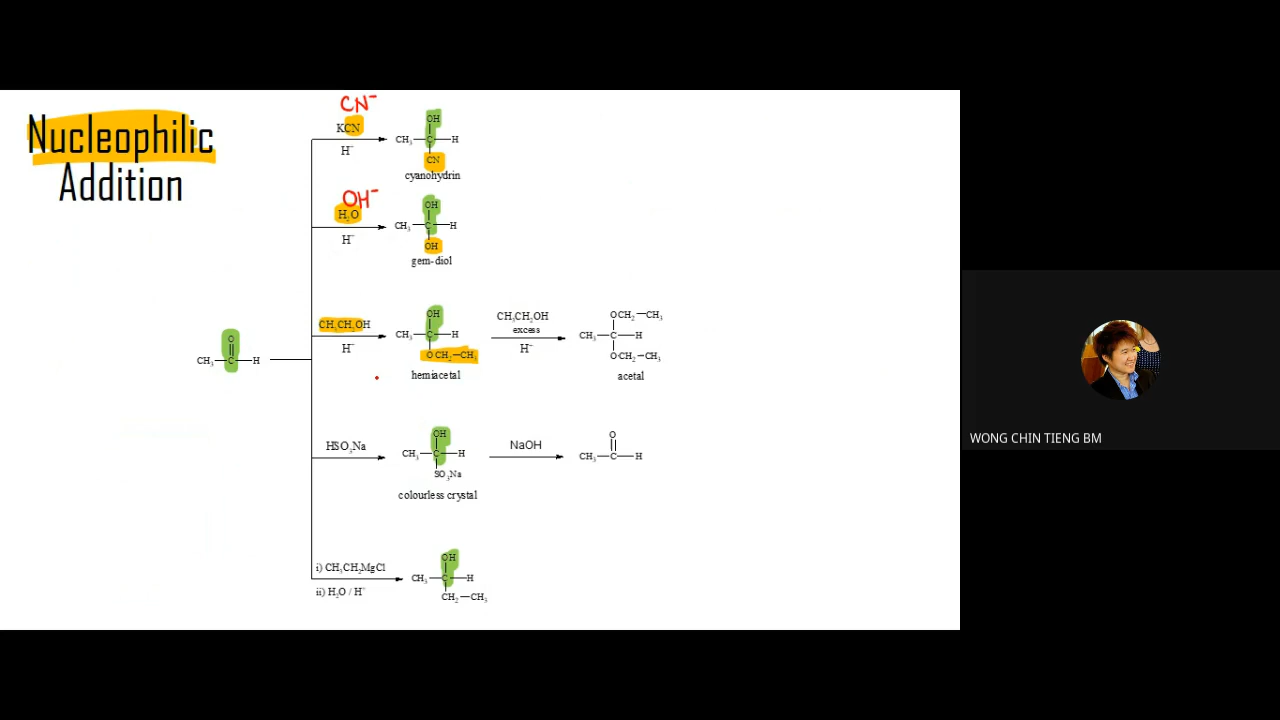 Nucleophilic
Addition
CN⁻
KCN
H⁺
OH
CH₃—C—H
CN
cyanohydrin
OH⁻
H₂O
H⁺
OH
CH₃—C—H
OH
gem-diol
CH₃CH₂OH
H⁺
OH
CH₃—C—H
OCH₂—CH₃
hemiacetal
CH₃CH₂OH
excess
H⁺
OCH₂—CH₃
CH₃—C—H
OCH₂—CH₃
acetal
O
CH₃—C—H
HSO₃Na
OH
CH₃—C—H
SO₃Na
colourless crystal
NaOH
O
CH₃—C—H
i) CH₃CH₂MgCl
ii) H₂O / H⁺
OH
CH₃—C—H
CH₂—CH₃
WONG CHIN TIENG BM